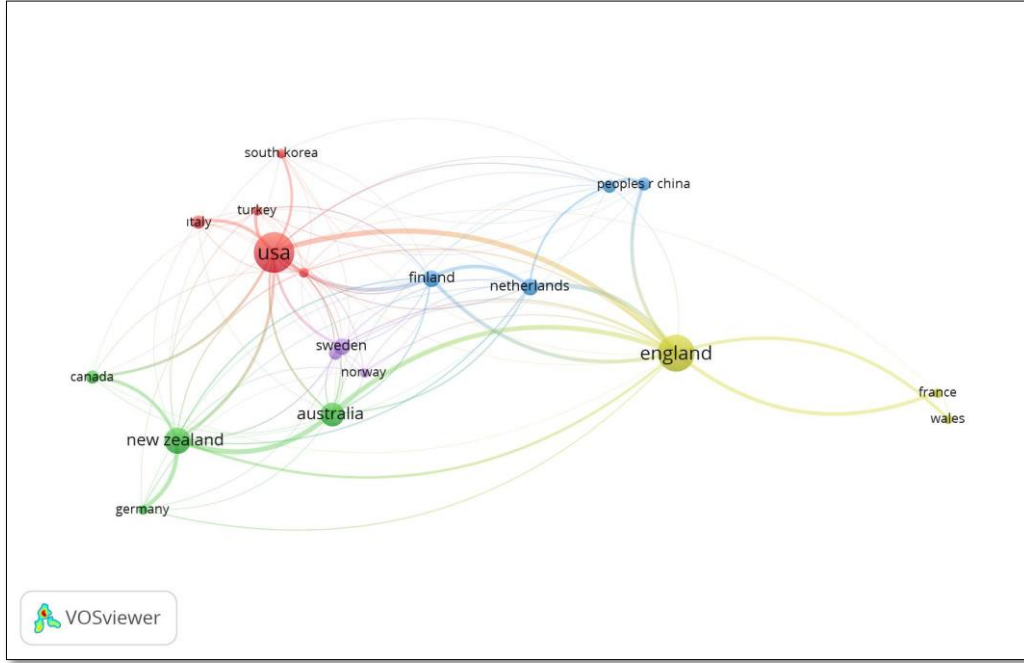 south korea
peoples r china
turkey
italy
usa
finland
netherlands
sweden
england
norway
canada
france
australia
wales
new zealand
germany
VOSviewer